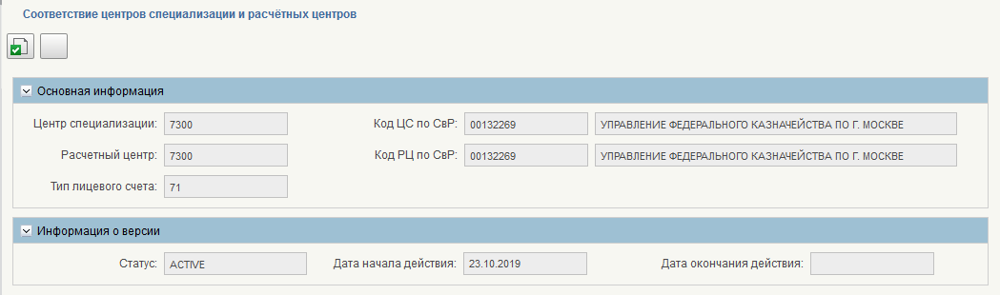 Соответствие центров специализации и расчётных центров
Основная информация
Центр специализации: 7300 Код ЦС по СвР: 00132269 УПРАВЛЕНИЕ ФЕДЕРАЛЬНОГО КАЗНАЧЕЙСТВА ПО Г. МОСКВЕ
Расчетный центр: 7300 Код РЦ по СвР: 00132269 УПРАВЛЕНИЕ ФЕДЕРАЛЬНОГО КАЗНАЧЕЙСТВА ПО Г. МОСКВЕ
Тип лицевого счета: 71
Информация о версии
Статус: ACTIVE Дата начала действия: 23.10.2019 Дата окончания действия: